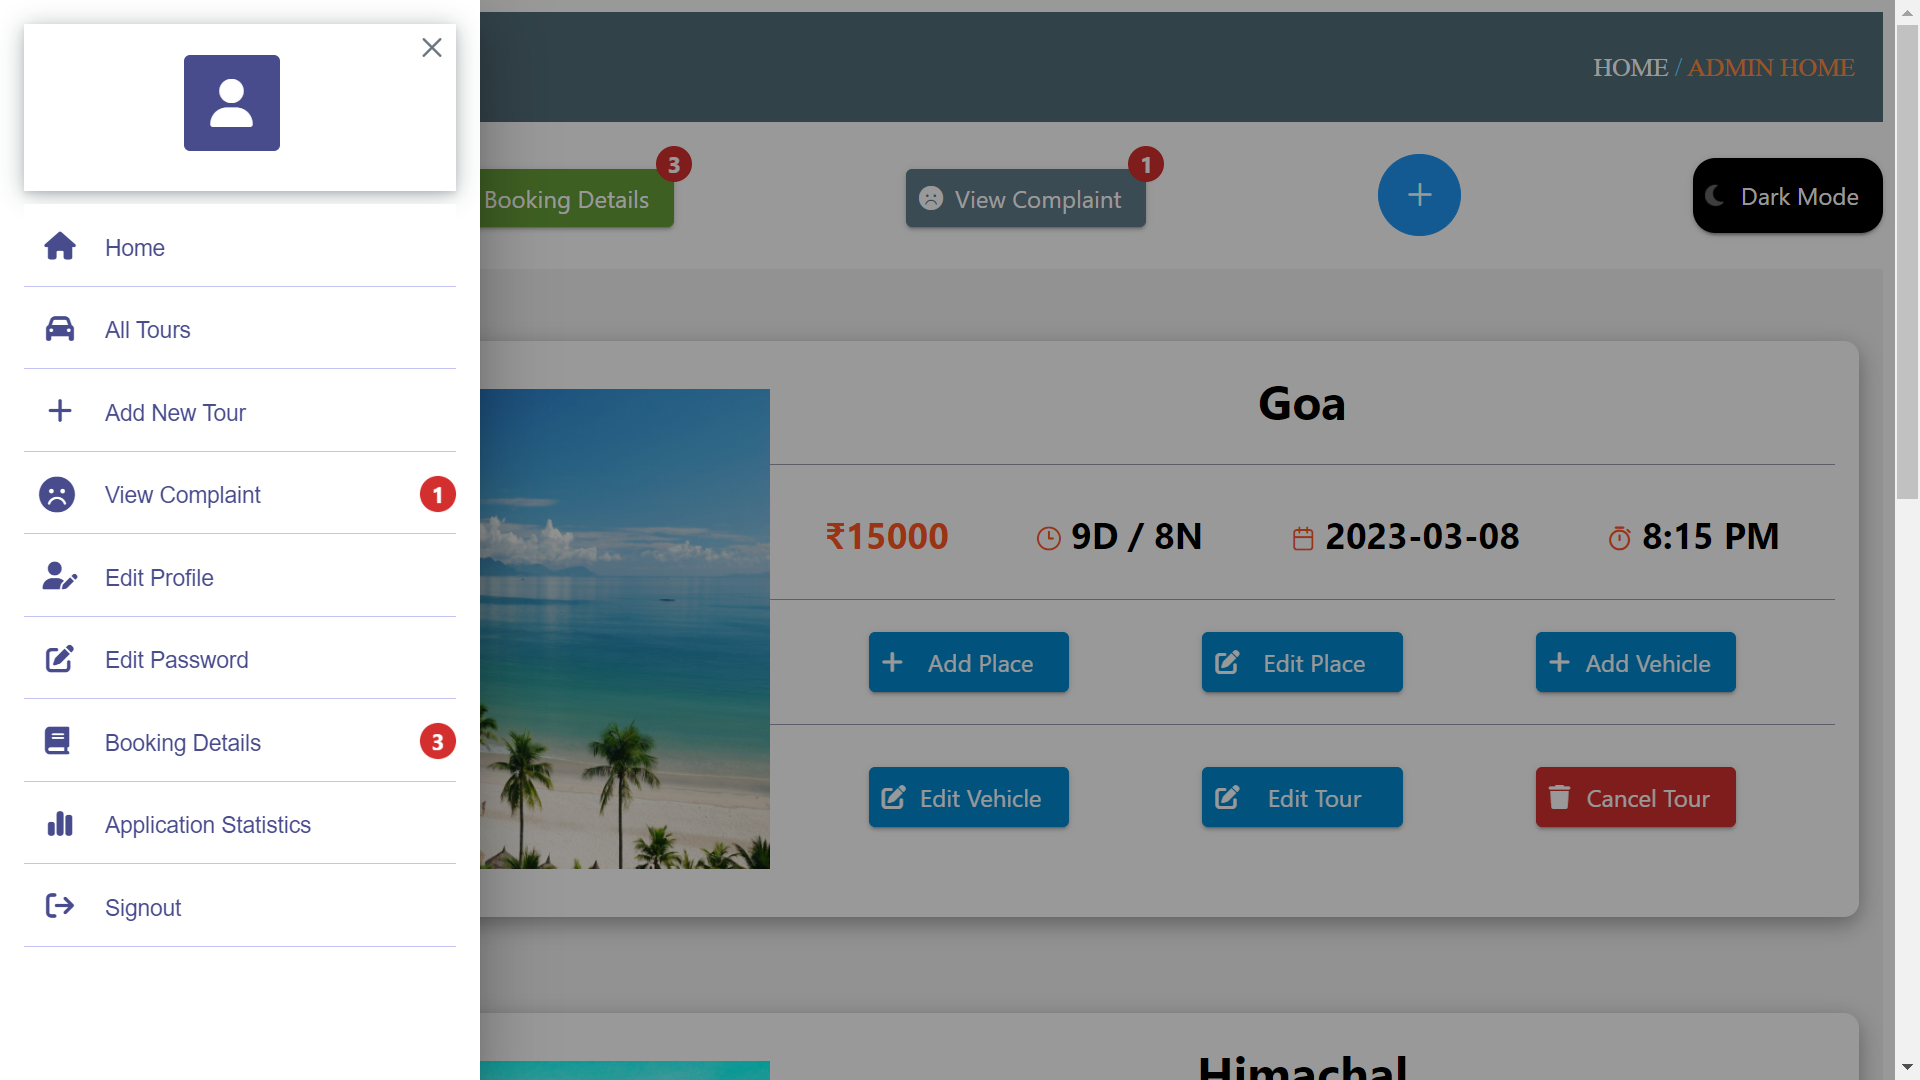 HOME / ADMIN HOME
3
Booking Details
1
View Complaint
Dark Mode
Home
All Tours
Add New Tour
View Complaint
1
Edit Profile
Edit Password
Booking Details
3
Application Statistics
Signout
Goa
₹15000
9D / 8N
2023-03-08
8:15 PM
Add Place
Edit Place
Add Vehicle
Edit Vehicle
Edit Tour
Cancel Tour
Himachal